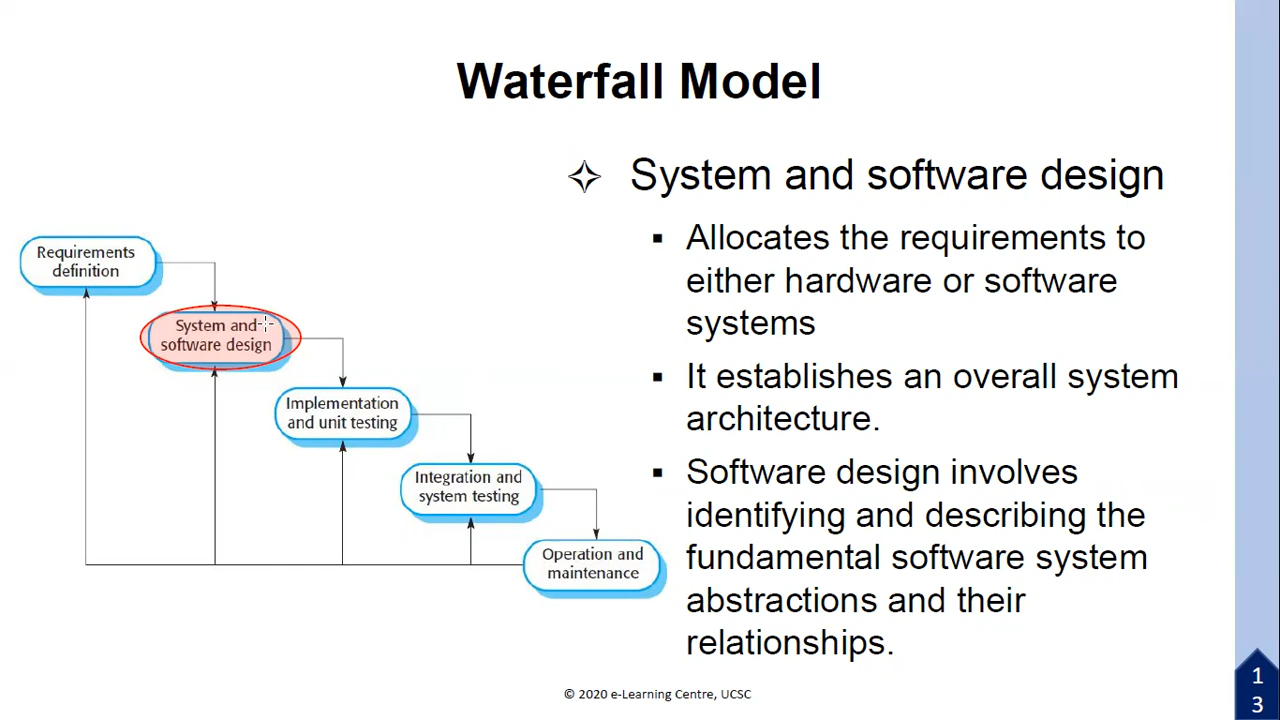 Waterfall Model
Requirements
definition
System and
software design
Implementation
and unit testing
Integration and
system testing
Operation and
maintenance
✧ System and software design
▪ Allocates the requirements to
either hardware or software
systems
▪ It establishes an overall system
architecture.
▪ Software design involves
identifying and describing the
fundamental software system
abstractions and their
relationships.
© 2020 e-Learning Centre, UCSC
1
3